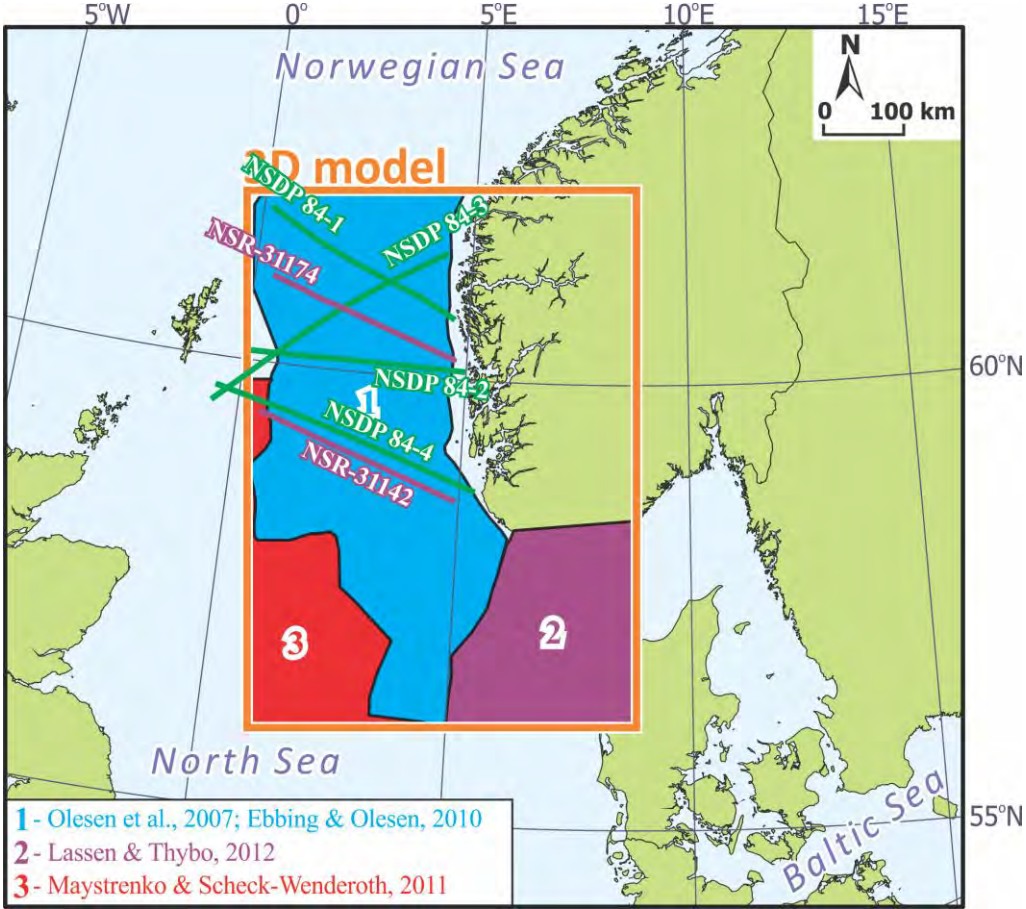 5°W 0° 5°E 10°E 15°E
Norwegian Sea
N
0 100 km
3D model
NSDP 84-1
NSDP 84-3
NSR-31174
60°N
NSDP 84-2
1
NSDP 84-4
NSR-31142
3
2
North Sea
Baltic Sea
55°N
1 - Olesen et al., 2007; Ebbing & Olesen, 2010
2 - Lassen & Thybo, 2012
3 - Maystrenko & Scheck-Wenderoth, 2011